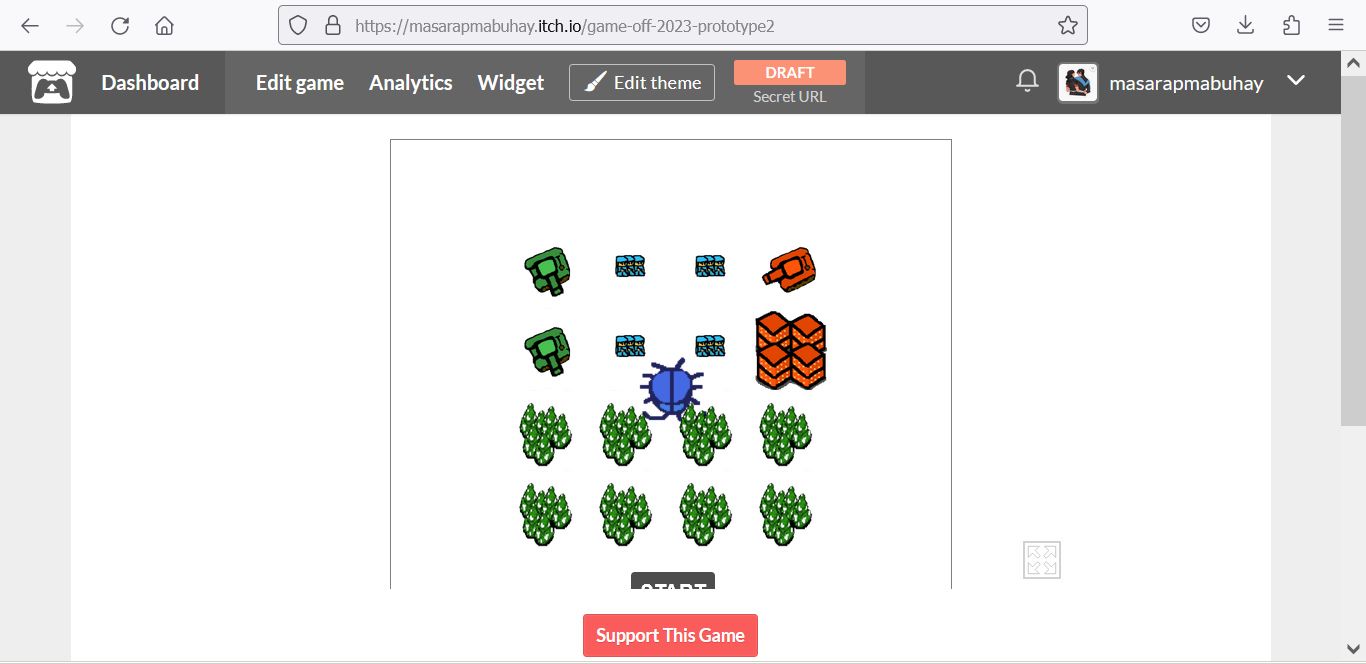 https://masarapmabuhay.itch.io/game-off-2023-prototype2
Dashboard
Edit game
Analytics
Widget
Edit theme
DRAFT
Secret URL
masarapmabuhay
START
Support This Game